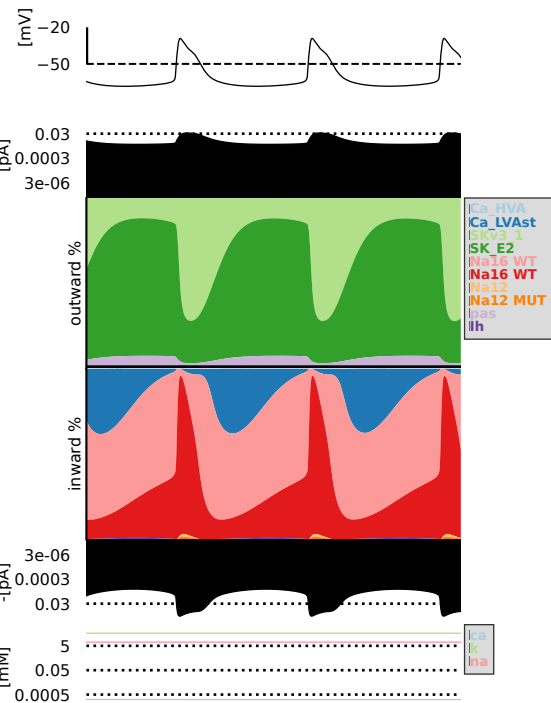 [mV]
−20
−50
[pA]
0.03
0.0003
3e-06
outward %
Ca_HVA
Ca_LVAst
SKv3_1
SK_E2
Na16 WT
Na16 WT
Na12
Na12 MUT
pas
Ih
inward %
3e-06
0.0003
0.03
-[pA]
[mM]
5
0.05
0.0005
ca
k
na